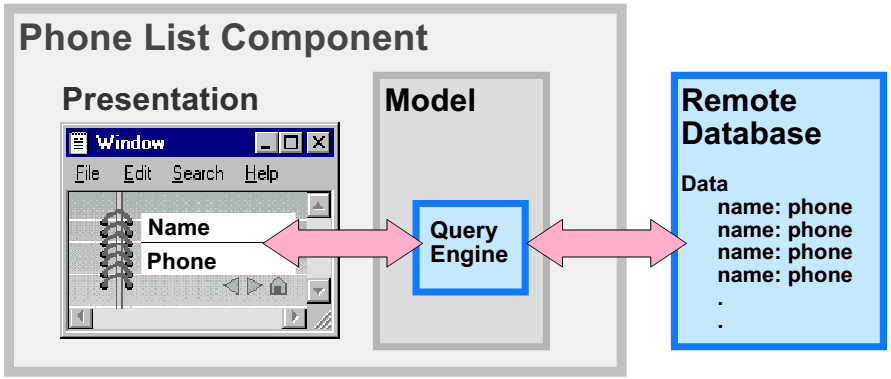 Phone List Component
Presentation
Window
File Edit Search Help
Name
Phone
Model
Query
Engine
Remote
Database
Data
name: phone
name: phone
name: phone
name: phone
.
.